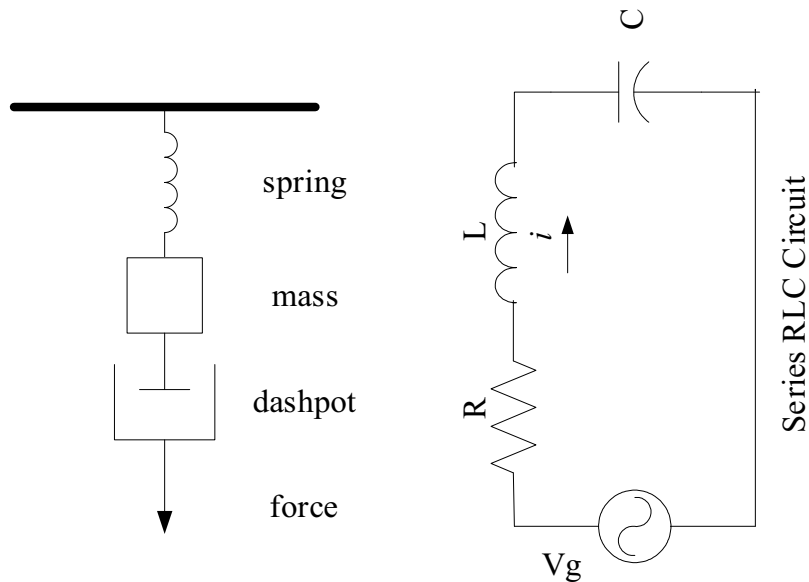 spring
mass
dashpot
force
C
L
i
R
Vg
Series RLC Circuit